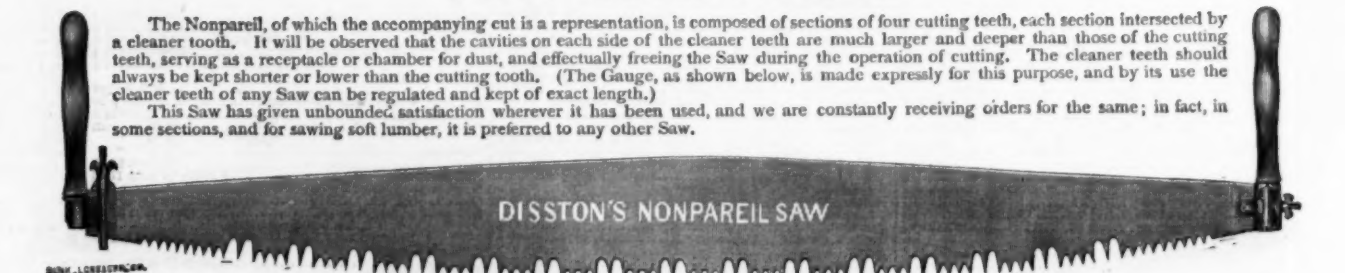 The Nonpareil, of which the accompanying cut is a representation, is composed of sections of four cutting teeth, each section intersected by
a cleaner tooth. It will be observed that the cavities on each side of the cleaner teeth are much larger and deeper than those of the cutting
teeth, serving as a receptacle or chamber for dust, and effectually freeing the Saw during the operation of cutting. The cleaner teeth should
always be kept shorter or lower than the cutting tooth. (The Gauge, as shown below, is made expressly for this purpose, and by its use the
cleaner teeth of any Saw can be regulated and kept of exact length.)
This Saw has given unbounded satisfaction wherever it has been used, and we are constantly receiving orders for the same; in fact, in
some sections, and for sawing soft lumber, it is preferred to any other Saw.
DISSTON'S NONPAREIL SAW